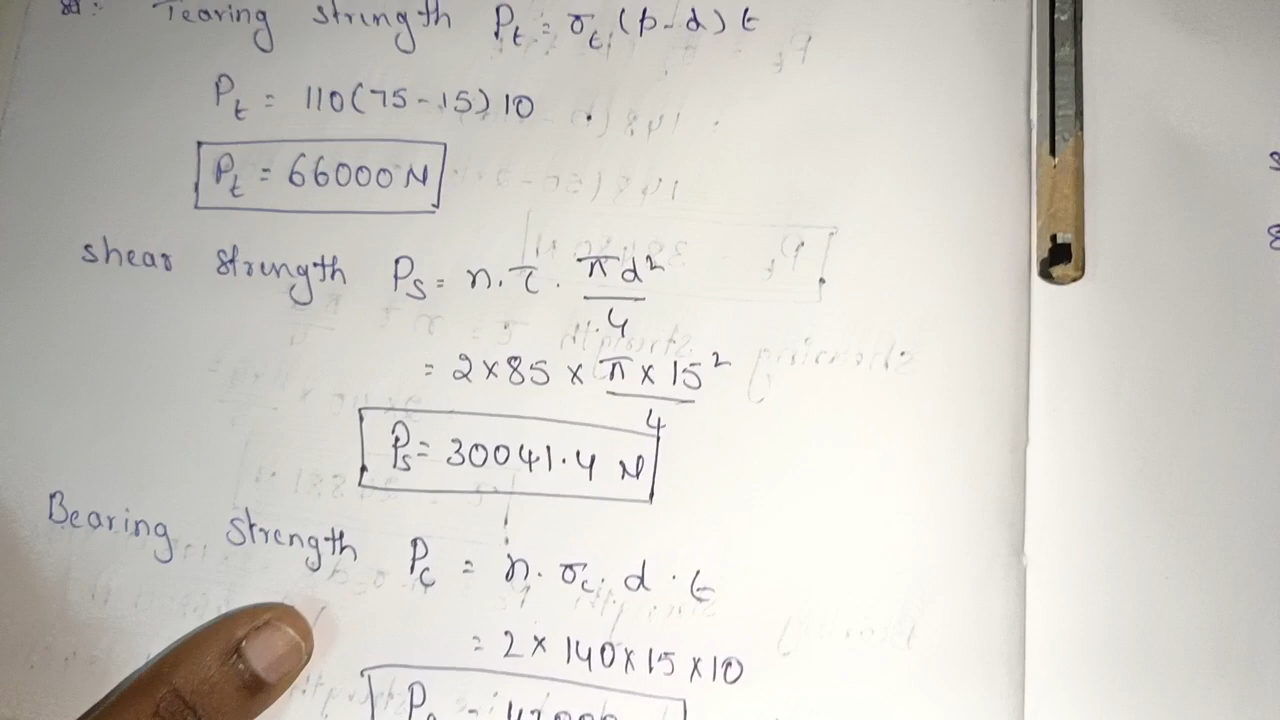 Tearing strength Pt = σt (p-d) t
Pt = 110(75-15)10
Pt = 66000 N
shear strength Ps = n.τ. πd²/4
= 2×85 × π×15²/4
Ps = 30041.4 N
Bearing strength Pc = n. σc. d . t
= 2× 140×15×10